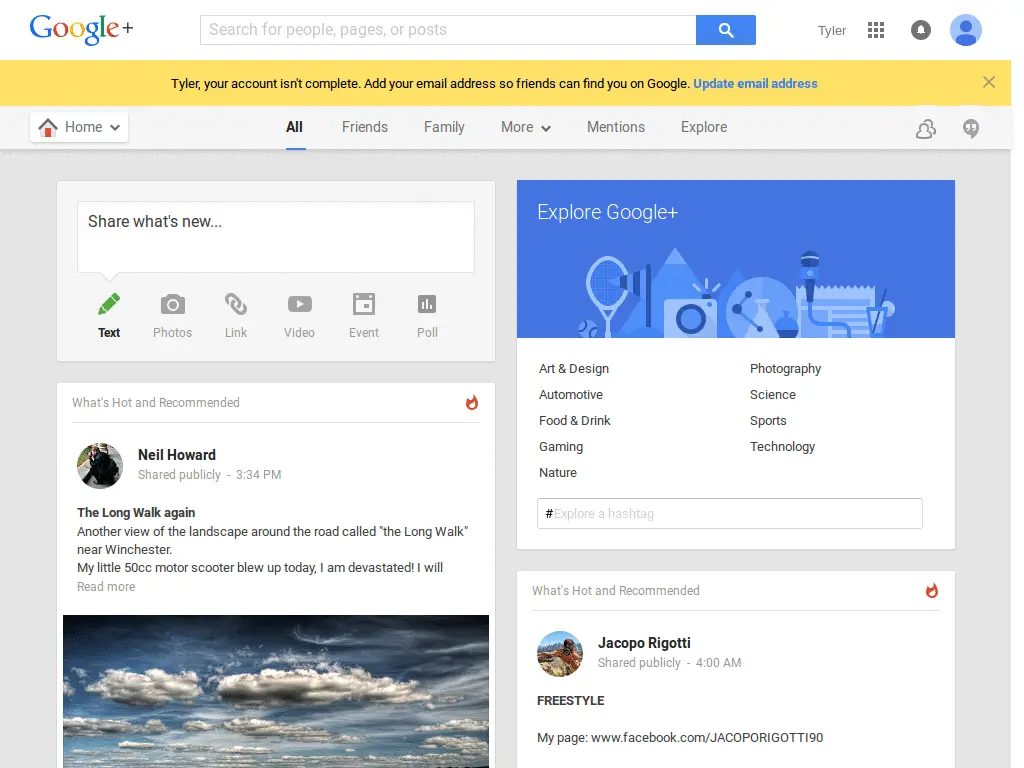 Google+
Search for people, pages, or posts
Tyler
Tyler, your account isn't complete. Add your email address so friends can find you on Google. Update email address
Home
All
Friends
Family
More
Mentions
Explore
Share what's new...
Text
Photos
Link
Video
Event
Poll
What's Hot and Recommended
Neil Howard
Shared publicly - 3:34 PM
The Long Walk again
Another view of the landscape around the road called "the Long Walk"
near Winchester.
My little 50cc motor scooter blew up today, I am devastated! I will
Read more
Explore Google+
Art & Design
Automotive
Food & Drink
Gaming
Nature
Photography
Science
Sports
Technology
#Explore a hashtag
What's Hot and Recommended
Jacopo Rigotti
Shared publicly - 4:00 AM
FREESTYLE
My page: www.facebook.com/JACOPORIGOTTI90